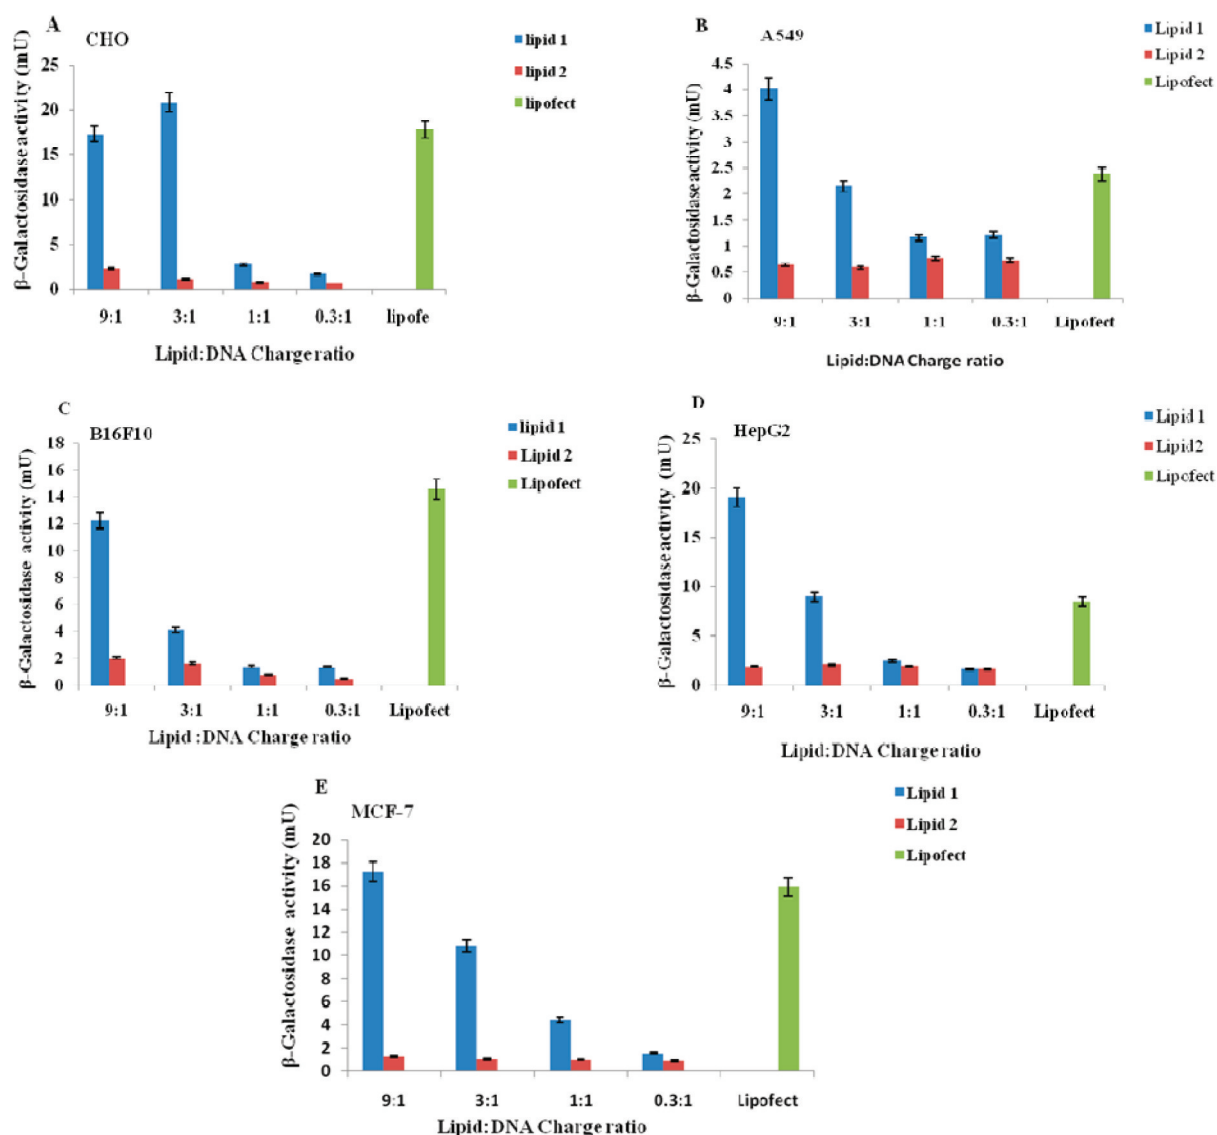 A
CHO
lipid 1
lipid 2
lipofect
β-Galactosidase activity (mU)
25
20
15
10
5
0
9:1 3:1 1:1 0.3:1 lipofe
Lipid:DNA Charge ratio
B
A549
Lipid 1
Lipid 2
Lipofect
β-Galactosidase activity (mU)
4.5
4
3.5
3
2.5
2
1.5
1
0.5
0
9:1 3:1 1:1 0.3:1 Lipofect
Lipid:DNA Charge ratio
C
B16F10
lipid 1
Lipid 2
Lipofect
β-Galactosidase activity (mU)
18
16
14
12
10
8
6
4
2
0
9:1 3:1 1:1 0.3:1 Lipofect
Lipid :DNA Charge ratio
D
HepG2
Lipid 1
Lipid2
Lipofect
β-Galactosidase activity (mU)
25
20
15
10
5
0
9:1 3:1 1:1 0.3:1 Lipofect
Lipid:DNA Charge ratio
E
MCF-7
Lipid 1
Lipid 2
Lipofect
β-Galactosidase activity (mU)
20
18
16
14
12
10
8
6
4
2
0
9:1 3:1 1:1 0.3:1 Lipofect
Lipid:DNA Charge ratio